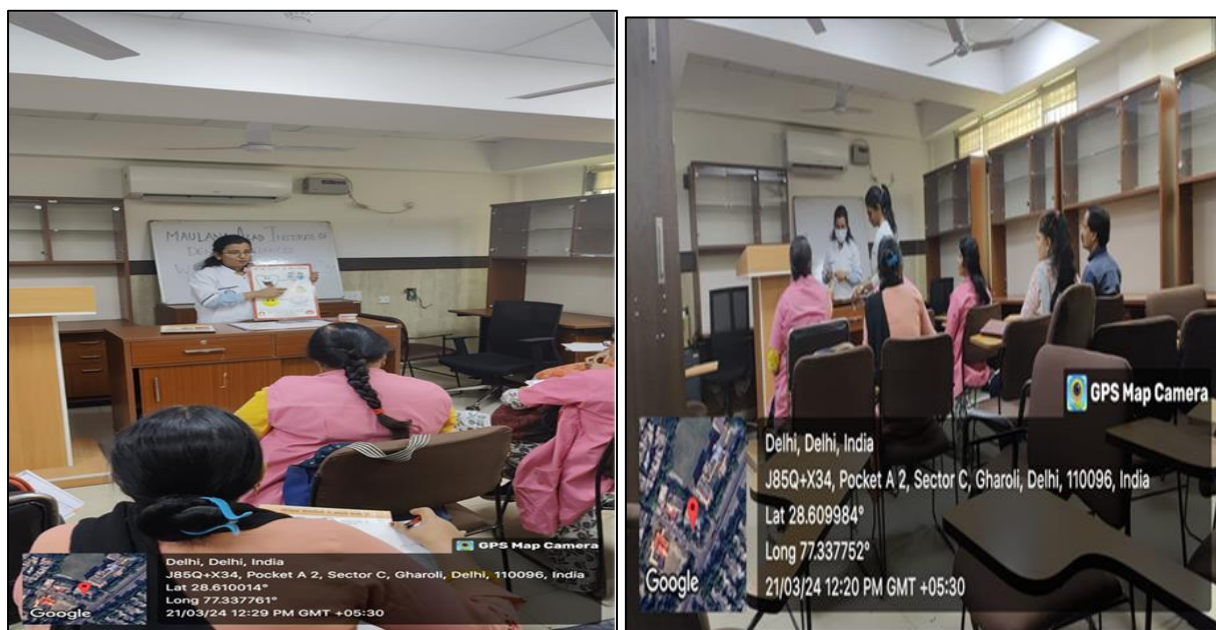 MAULANA AZAD INSTITUTE OF
DENTAL SCIENCES
GPS Map Camera
Delhi, Delhi, India
J85Q+X34, Pocket A 2, Sector C, Gharoli, Delhi, 110096, India
Lat 28.610014°
Long 77.337761°
21/03/24 12:29 PM GMT +05:30
Google
GPS Map Camera
Delhi, Delhi, India
J85Q+X34, Pocket A 2, Sector C, Gharoli, Delhi, 110096, India
Lat 28.609984°
Long 77.337752°
21/03/24 12:20 PM GMT +05:30
Google